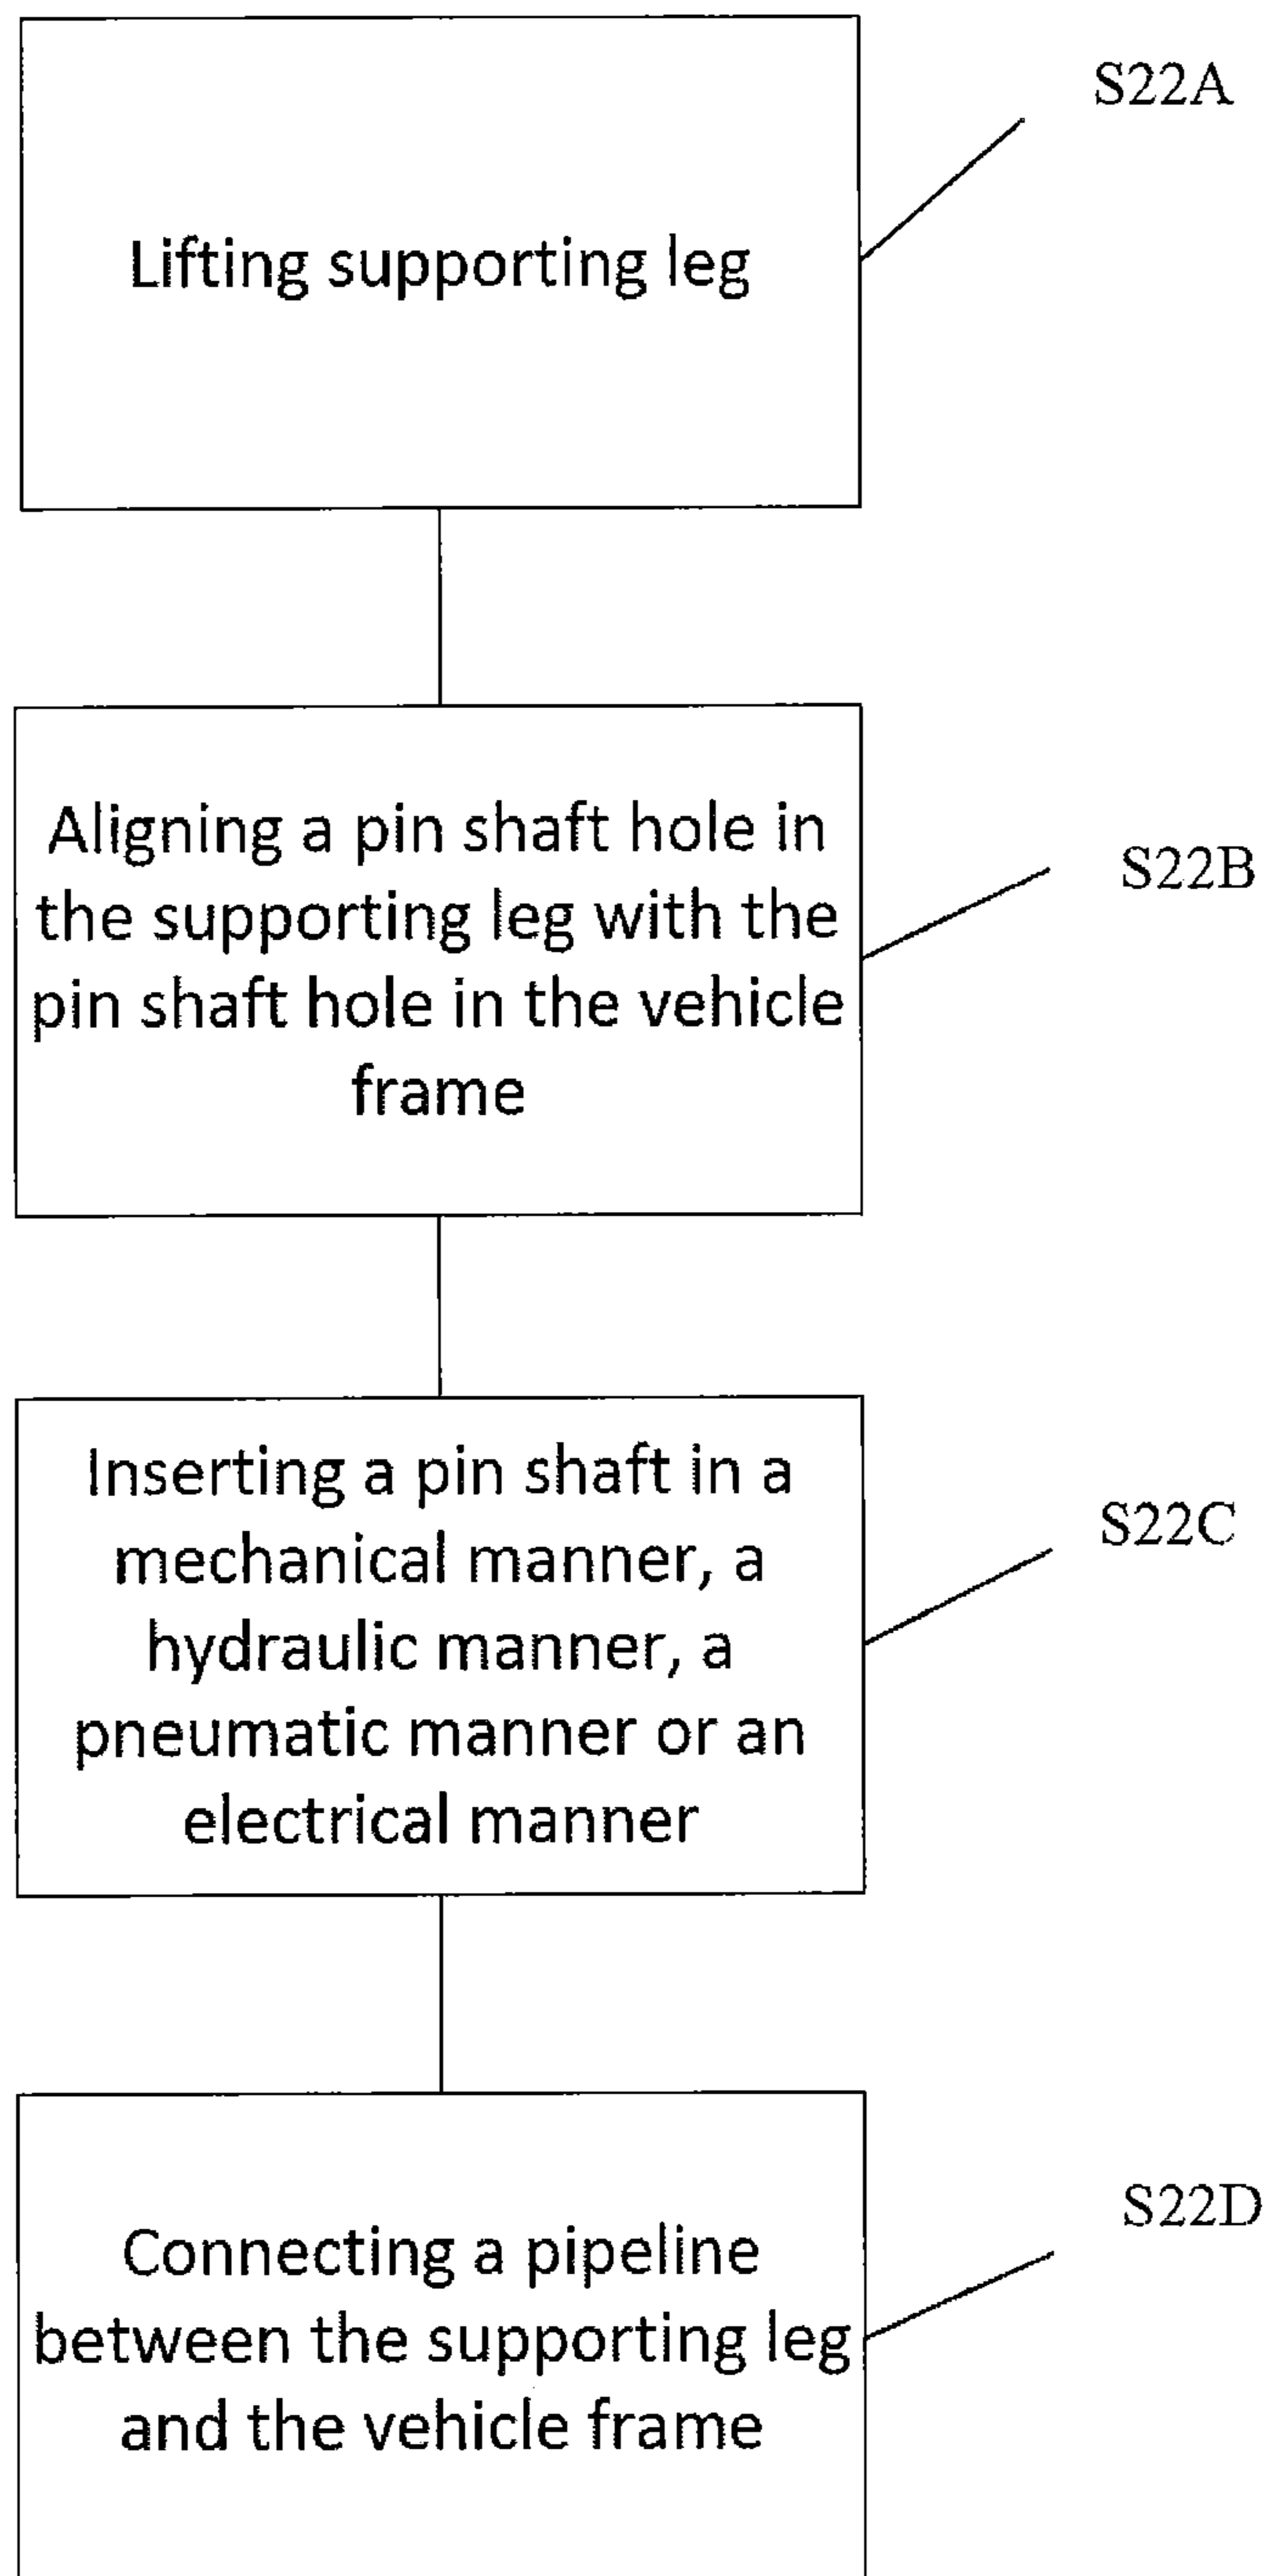 S22A
Lifting supporting leg
Aligning a pin shaft hole in
the supporting leg with the
pin shaft hole in the vehicle
frame
S22B
Inserting a pin shaft in a
mechanical manner, a
hydraulic manner, a
pneumatic manner or an
electrical manner
S22C
Connecting a pipeline
between the supporting leg
and the vehicle frame
S22D